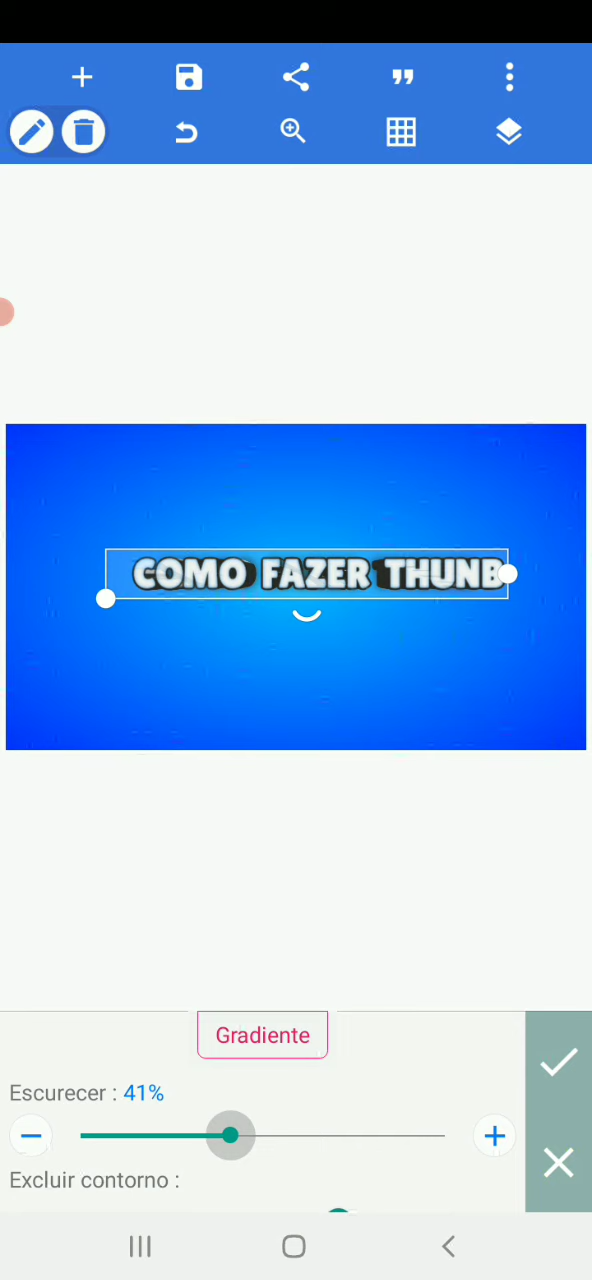 COMO FAZER THUNB
Gradiente
Escurecer : 41%
Excluir contorno :